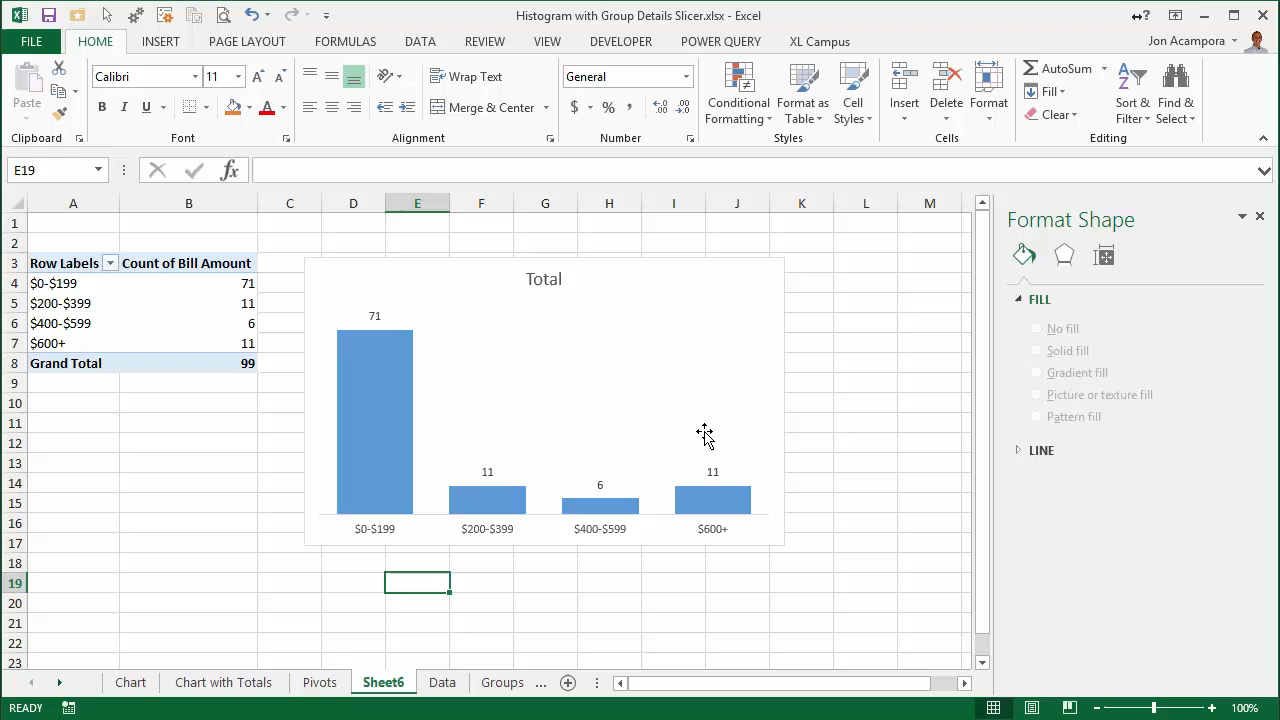 Histogram with Group Details Slicer.xlsx - Excel
FILE HOME INSERT PAGE LAYOUT FORMULAS DATA REVIEW VIEW DEVELOPER POWERPIVOT XL Campus Jon Acampora
Calibri 11 Wrap Text General AutoSum
Paste B I U A Merge & Center $ % , Conditional Formatting Format as Table Cell Styles Insert Delete Format Fill Clear Sort & Filter Find & Select
Clipboard Font Alignment Number Styles Cells Editing
E19 fx
A B C D E F G H I J K L M
1
2
3 Row Labels Count of Bill Amount
4 $0-$199 71
5 $200-$399 11
6 $400-$599 6
7 $600+ 11
8 Grand Total 99
9
10
11
12
13
14
15
16
17
18
19
20
21
22
23
Total
71
11
6
11
$0-$199 $200-$399 $400-$599 $600+
Format Shape
FILL
No fill
Solid fill
Gradient fill
Picture or texture fill
Pattern fill
LINE
Chart Chart with Totals Pivots Sheet6 Data Groups ...
READY 100%